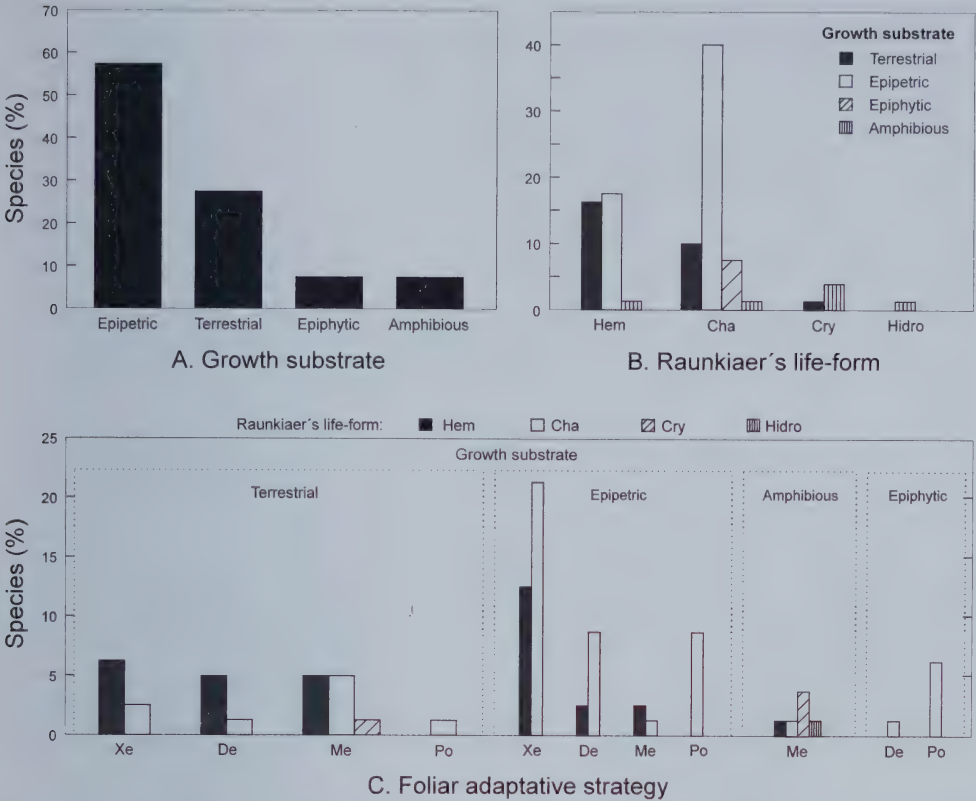 Species (%)
70
60
50
40
30
20
10
0
Epipetric Terrestrial Epiphytic Amphibious
A. Growth substrate
40
30
20
10
0
Growth substrate
Terrestrial
Epipetric
Epiphytic
Amphibious
Hem Cha Cry Hidro
B. Raunkiaer´s life-form
Raunkiaer´s life-form: Hem Cha Cry Hidro
Species (%)
25
20
15
10
5
0
Growth substrate
Terrestrial Epipetric Amphibious Epiphytic
Xe De Me Po Xe De Me Po Me De Po
C. Foliar adaptative strategy